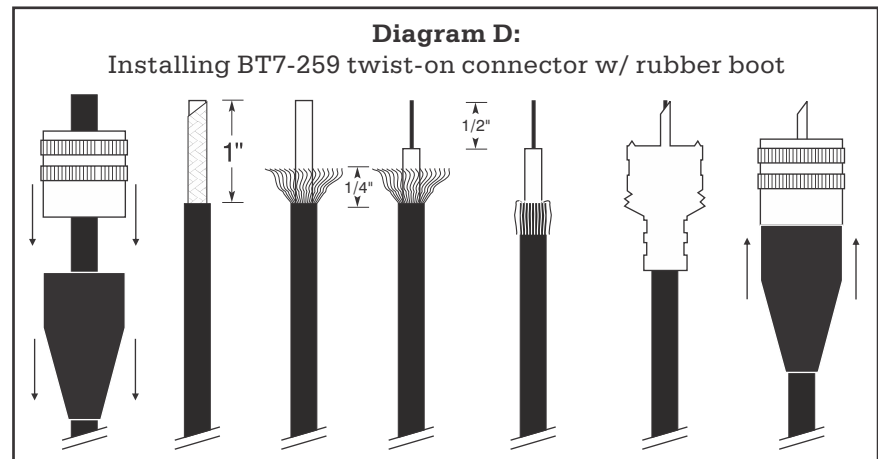 Diagram D:
Installing BT7-259 twist-on connector w/ rubber boot
1"
1/4"
1/2"